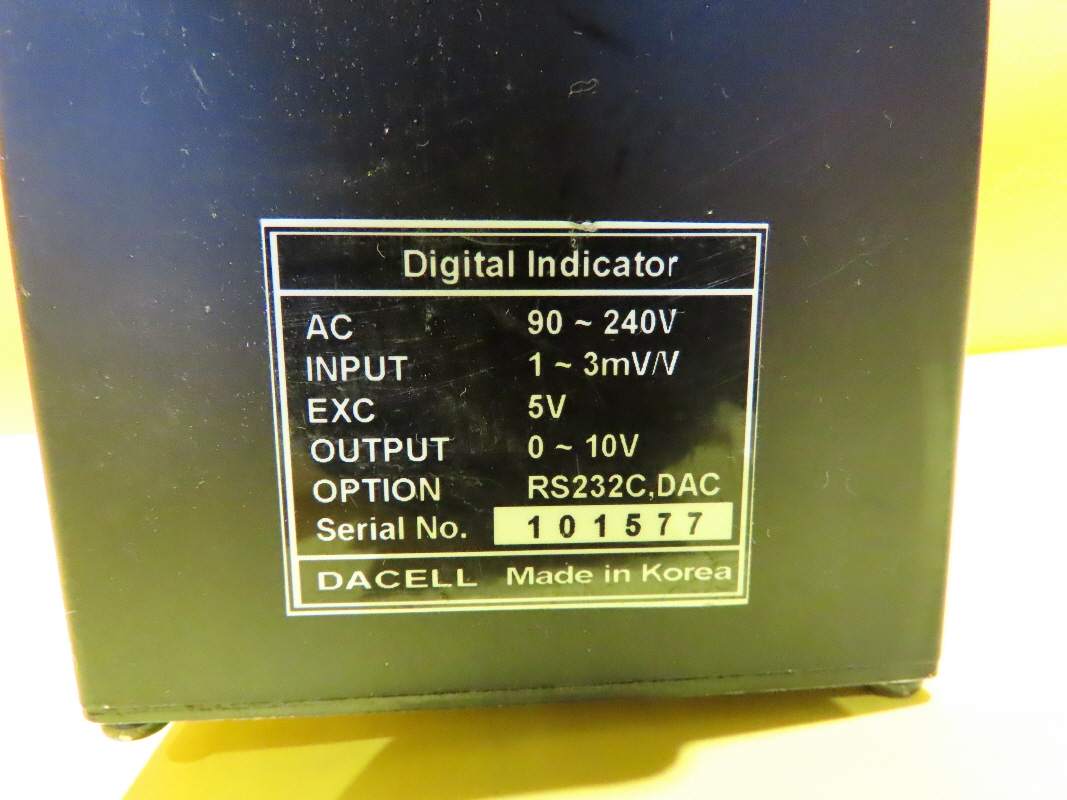 Digital Indicator
AC 90 ~ 240V
INPUT 1 ~ 3mV/V
EXC 5V
OUTPUT 0 ~ 10V
OPTION RS232C,DAC
Serial No. 101577
DACELL Made in Korea